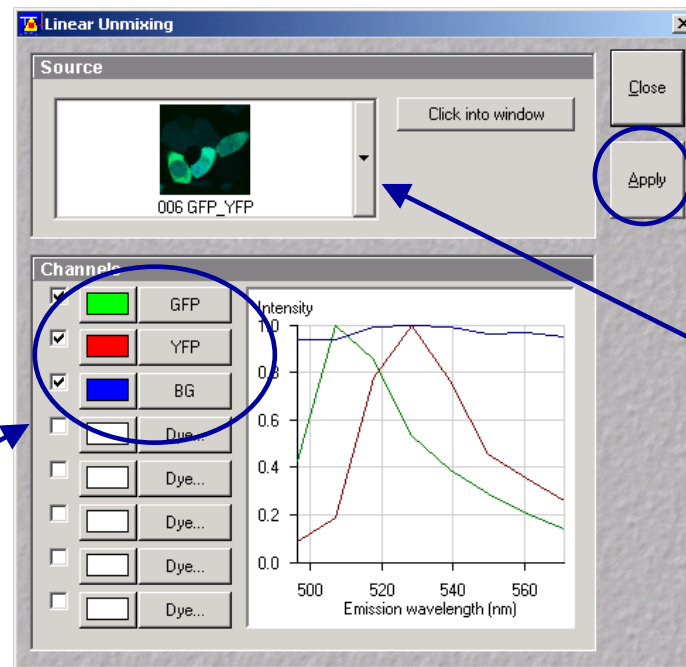 Linear Unmixing
Source
Click into window
006 GFP_YFP
Close
Apply
Channels
GFP
YFP
BG
Dye...
Dye...
Dye...
Dye...
Dye...
Intensity
1.0
0.8
0.6
0.4
0.2
0.0
500 520 540 560
Emission wavelength (nm)